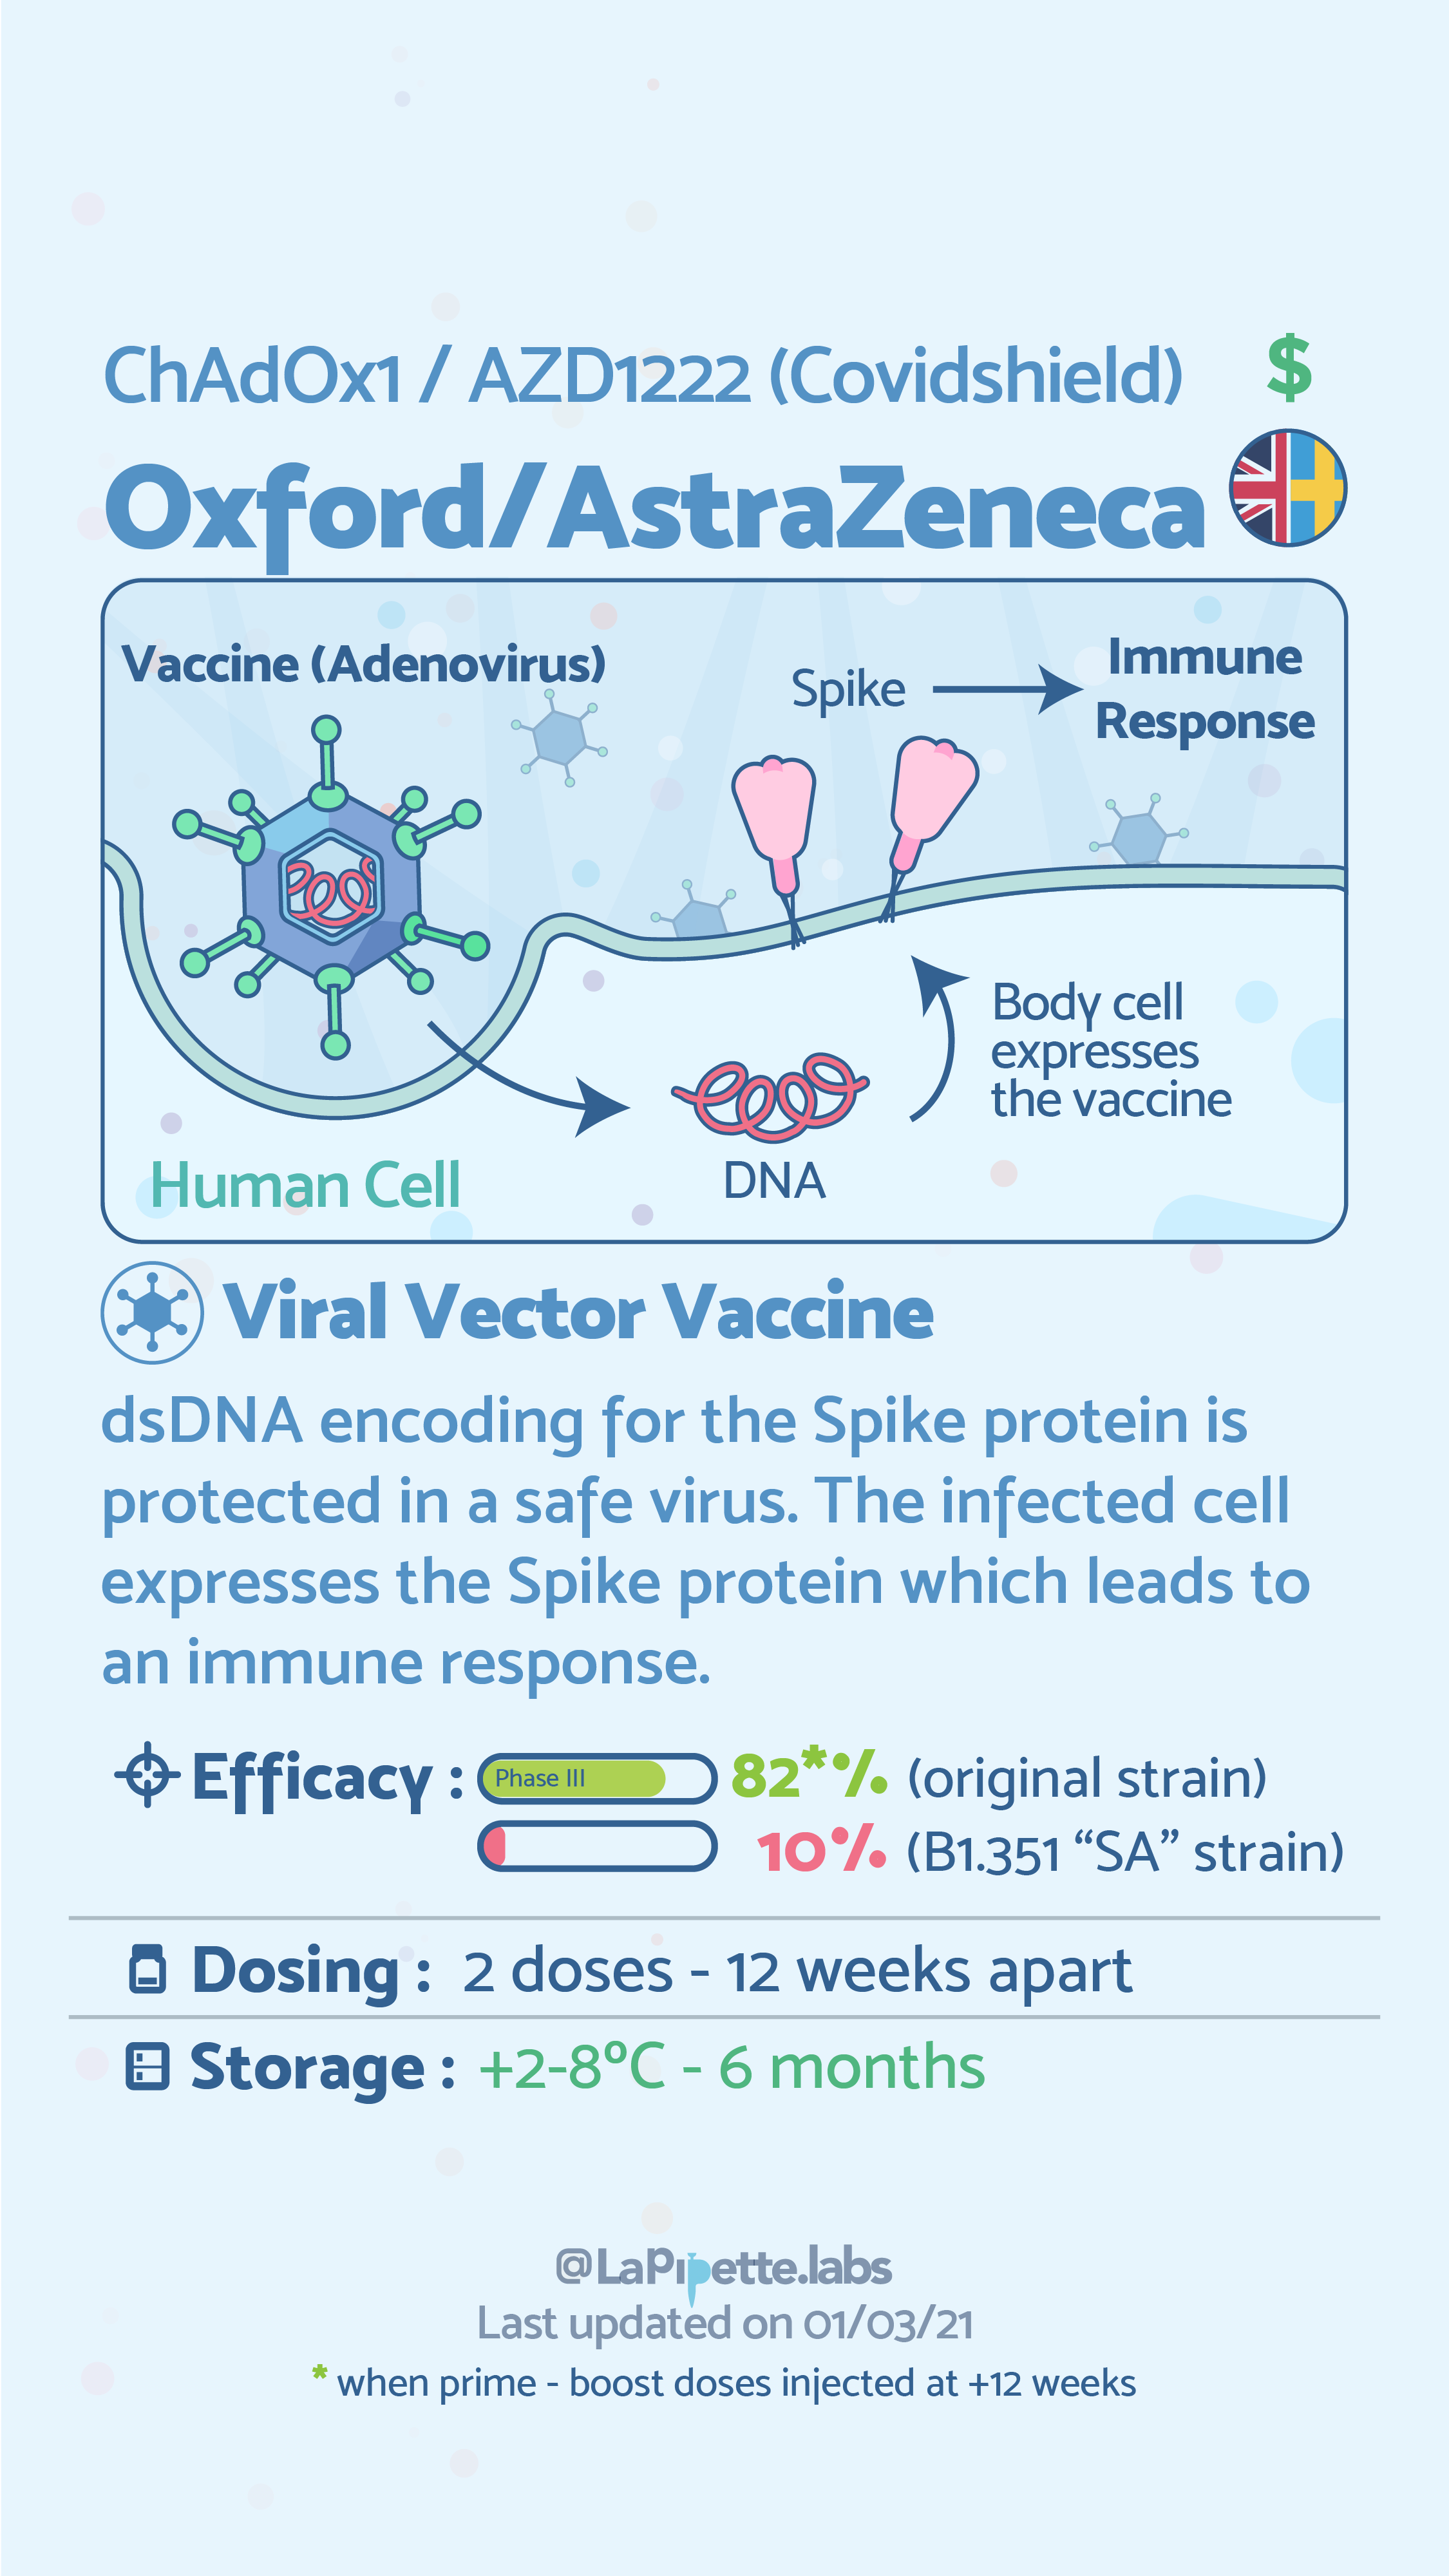 ChAdOx1 / AZD1222 (Covidshield) $
Oxford/AstraZeneca
Vaccine (Adenovirus)
Spike
Immune
Response
Body cell
expresses
the vaccine
DNA
Human Cell
Viral Vector Vaccine
dsDNA encoding for the Spike protein is
protected in a safe virus. The infected cell
expresses the Spike protein which leads to
an immune response.
Efficacy : Phase III 82*% (original strain)
10% (B1.351 “SA” strain)
Dosing : 2 doses - 12 weeks apart
Storage : +2-8°C - 6 months
@LaPipette.labs
Last updated on 01/03/21
* when prime - boost doses injected at +12 weeks